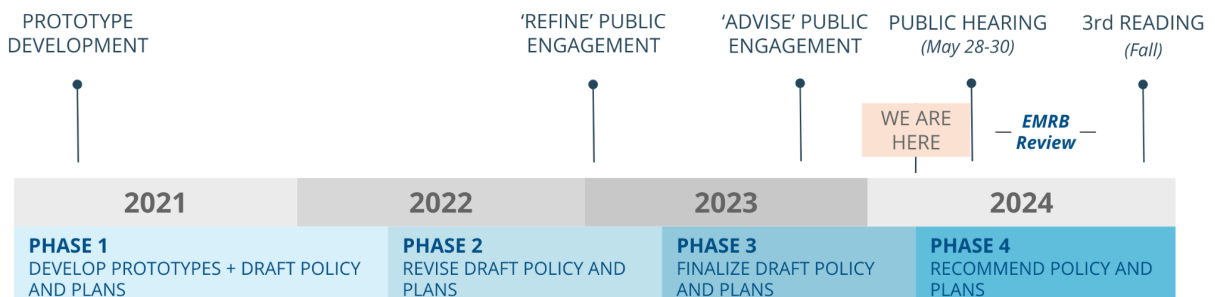 PROTOTYPE
DEVELOPMENT
‘REFINE’ PUBLIC
ENGAGEMENT
‘ADVISE’ PUBLIC
ENGAGEMENT
PUBLIC HEARING
(May 28-30)
3rd READING
(Fall)
WE ARE
HERE
EMRB
Review
2021
2022
2023
2024
PHASE 1
DEVELOP PROTOTYPES + DRAFT POLICY
AND PLANS
PHASE 2
REVISE DRAFT POLICY AND
PLANS
PHASE 3
FINALIZE DRAFT POLICY
AND PLANS
PHASE 4
RECOMMEND POLICY AND
PLANS